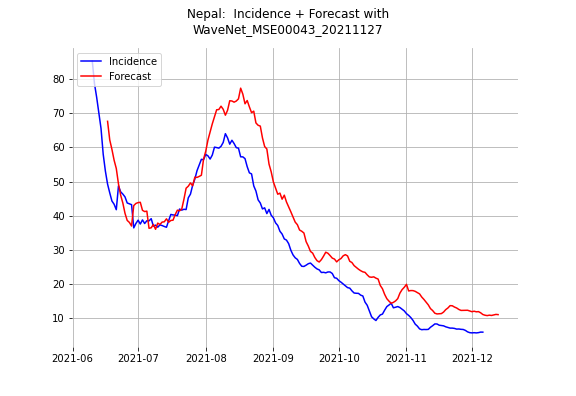 Nepal:  Incidence + Forecast with
WaveNet_MSE00043_20211127
Incidence
Forecast
80
70
60
50
40
30
20
10
2021-06 2021-07 2021-08 2021-09 2021-10 2021-11 2021-12